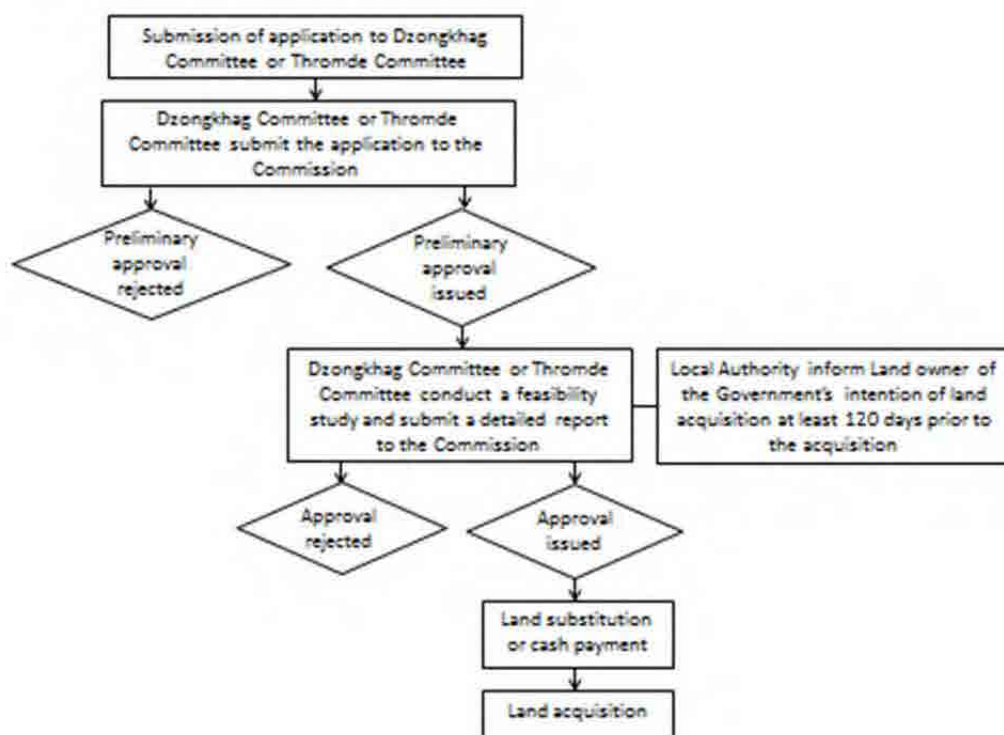 Submission of application to Dzongkhag
Committee or Thromde Committee
Dzongkhag Committee or Thromde
Committee submit the application to the
Commission
Preliminary
approval
rejected
Preliminary
approval
issued
Dzongkhag Committee or Thromde
Committee conduct a feasibility
study and submit a detailed report
to the Commission
Local Authority inform Land owner of
the Government's intention of land
acquisition at least 120 days prior to
the acquisition
Approval
rejected
Approval
issued
Land substitution
or cash payment
Land acquisition